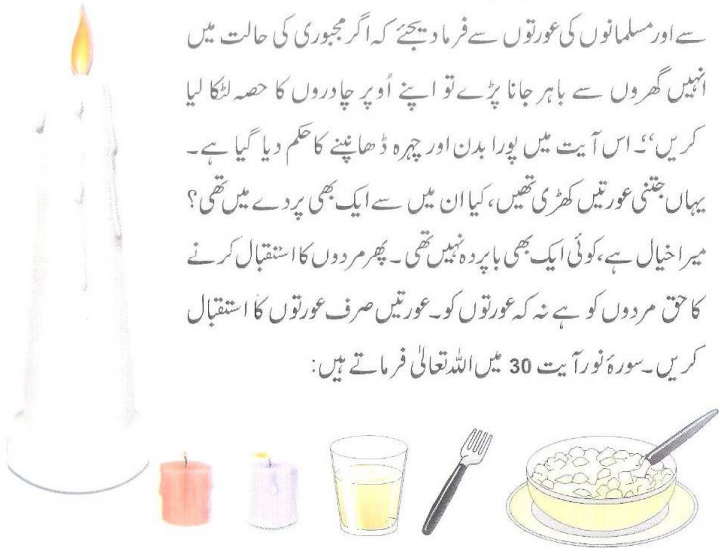 سے اور مسلمانوں کی عورتوں سے فرما دیجئے کہ اگر مجبوری کی حالت میں
انہیں گھروں سے باہر جانا پڑے تو اپنے اُوپر چادروں کا حصہ لٹکا لیا
کریں‘‘۔ اس آیت میں پورا بدن اور چہرہ ڈھانپنے کا حکم دیا گیا ہے۔
یہاں جتنی عورتیں کھڑی تھیں، کیا ان میں سے ایک بھی پردے میں تھی؟
میرا خیال ہے، کوئی ایک بھی باپردہ نہیں تھی۔ پھر مردوں کا استقبال کرنے
کا حق مردوں کو ہے نہ کہ عورتوں کو۔ عورتیں صرف عورتوں کا استقبال
کریں۔ سورۂ نور آیت 30 میں اللہ تعالیٰ فرماتے ہیں: